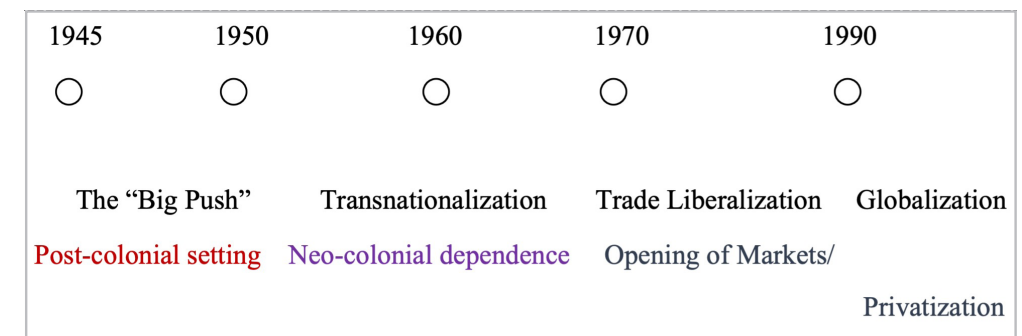 1945 1950 1960 1970 1990
The “Big Push” Transnationalization Trade Liberalization Globalization
Post-colonial setting Neo-colonial dependence Opening of Markets/
Privatization